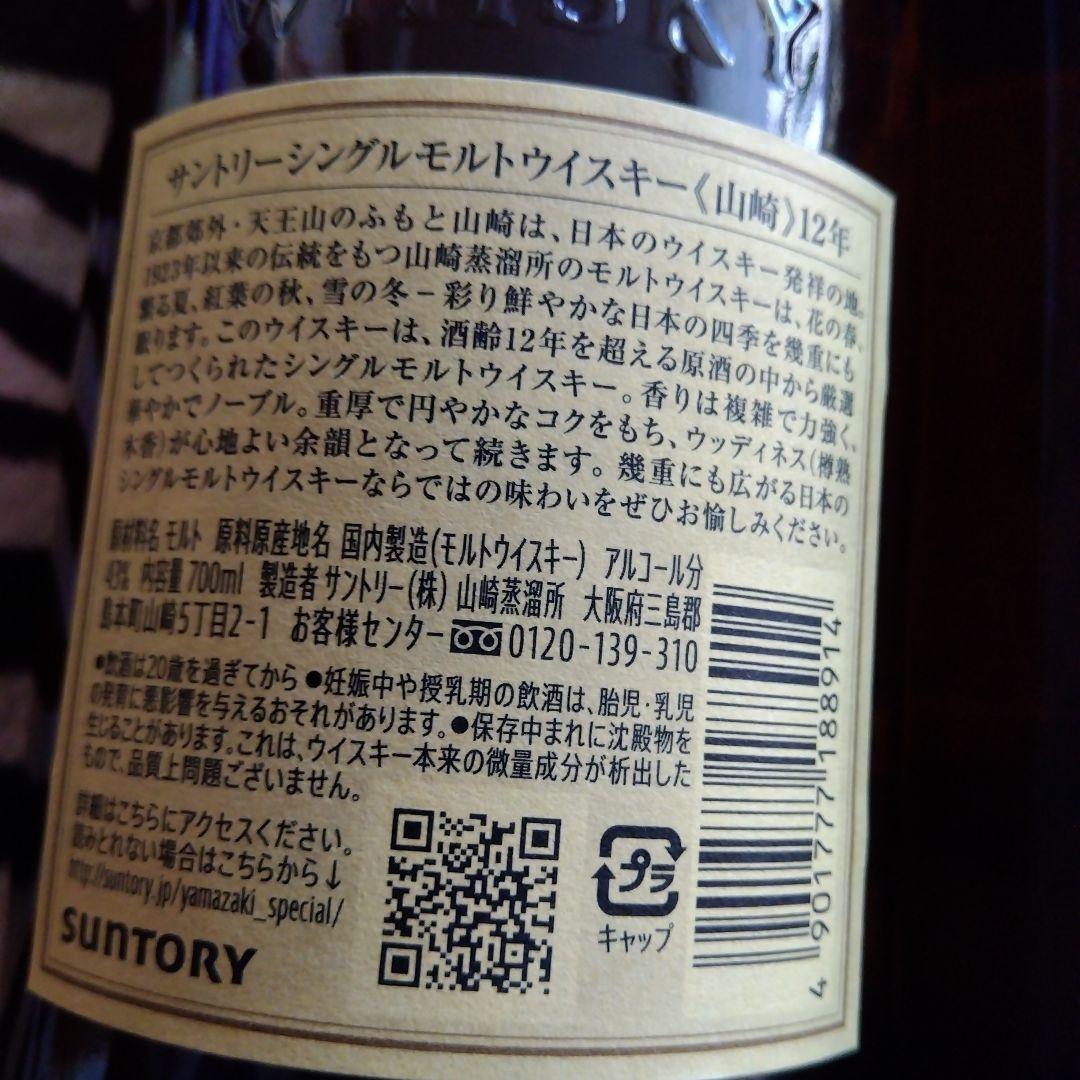 WHISKY
サントリーシングルモルトウイスキー《山崎》12年
京都郊外・天王山のふもと山崎は、日本のウイスキー発祥の地。
1923年以来の伝統をもつ山崎蒸溜所のモルトウイスキーは、花の春、
繁る夏、紅葉の秋、雪の冬−彩り鮮やかな日本の四季を幾重にも
眠ります。このウイスキーは、酒齢12年を超える原酒の中から厳選
してつくられたシングルモルトウイスキー。香りは複雑で力強く、
華やかでノーブル。重厚で円やかなコクをもち、ウッディネス(樽熟
木香)が心地よい余韻となって続きます。幾重にも広がる日本の
シングルモルトウイスキーならではの味わいをぜひお愉しみください。
原材料名 モルト 原料原産地名 国内製造(モルトウイスキー) アルコール分
43% 内容量 700ml 製造者 サントリー(株) 山崎蒸溜所 大阪府三島郡
島本町山崎5丁目2-1 お客様センター 0120-139-310
●飲酒は20歳を過ぎてから ●妊娠中や授乳期の飲酒は、胎児・乳児
の発育に悪影響を与えるおそれがあります。●保存中まれに沈殿物を
生じることがあります。これは、ウイスキー本来の微量成分が析出した
もので、品質上問題ございません。
詳細はこちらにアクセスください。
読みとれない場合はこちらから↓
http://suntory.jp/yamazaki_special/
SUNTORY
プラ
キャップ
4 901777 188914